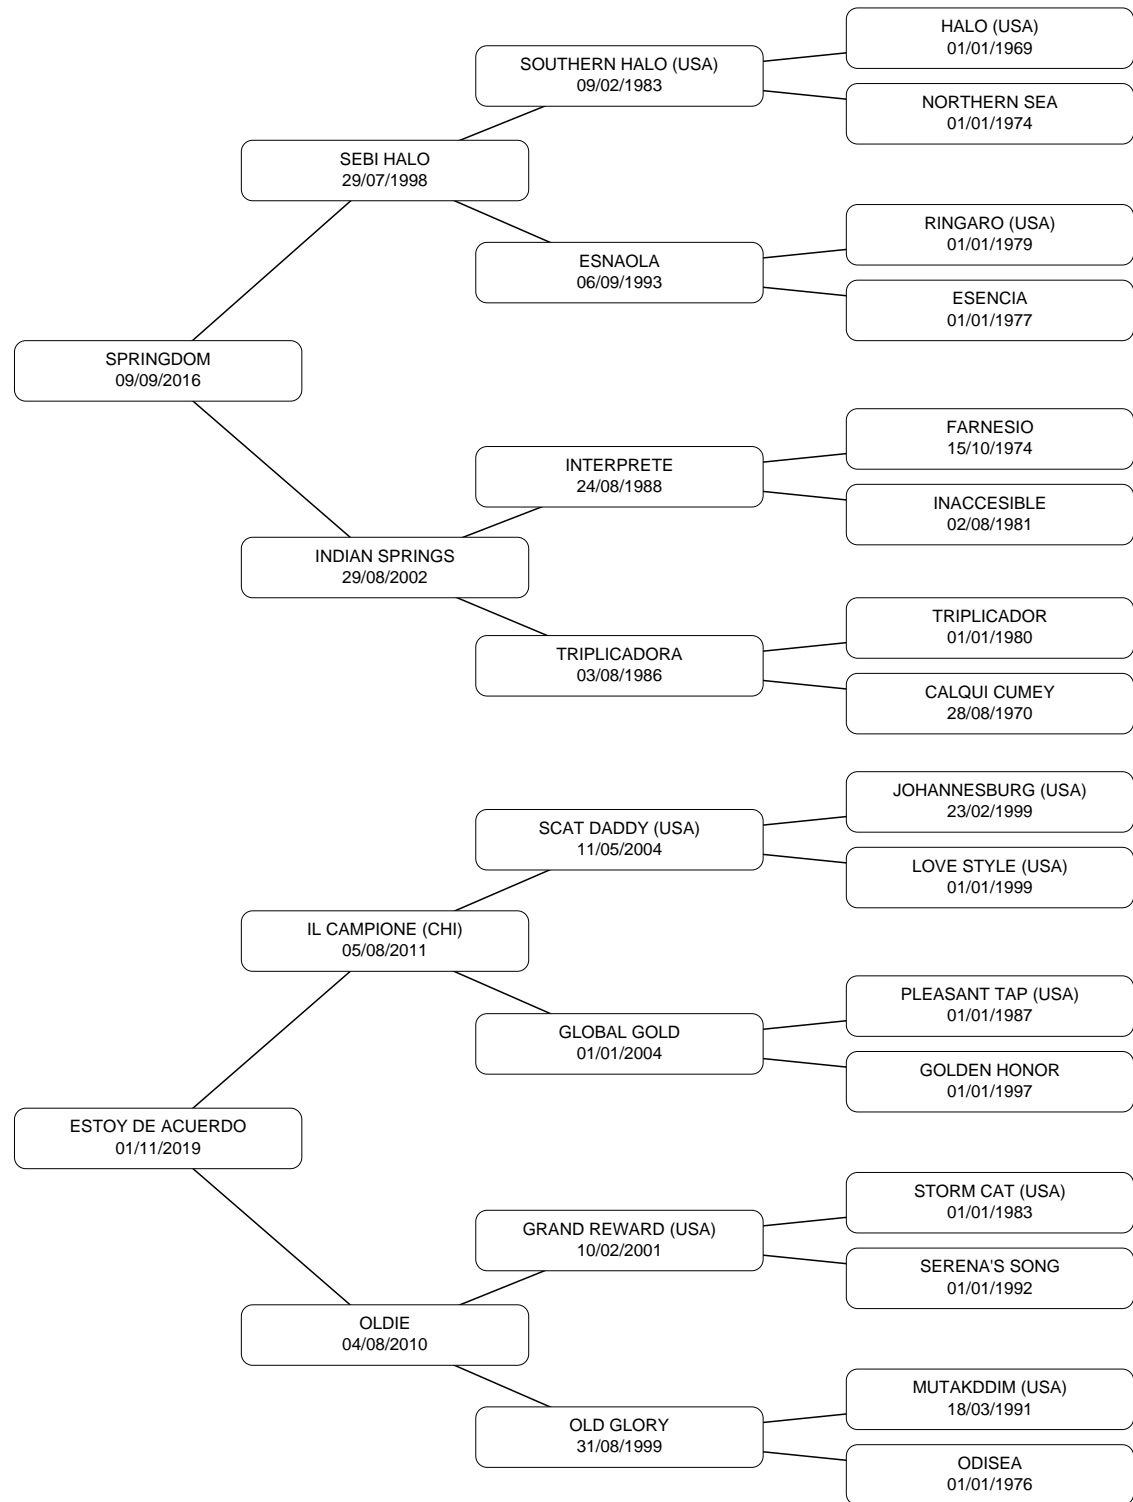 HALO (USA)
01/01/1969
SOUTHERN HALO (USA)
09/02/1983
NORTHERN SEA
01/01/1974
SEBI HALO
29/07/1998
RINGARO (USA)
01/01/1979
ESNAOLA
06/09/1993
ESENCIA
01/01/1977
SPRINGDOM
09/09/2016
FARNESIO
15/10/1974
INTERPRETE
24/08/1988
INACCESIBLE
02/08/1981
INDIAN SPRINGS
29/08/2002
TRIPLICADOR
01/01/1980
TRIPLICADORA
03/08/1986
CALQUI CUMEY
28/08/1970
JOHANNESBURG (USA)
23/02/1999
SCAT DADDY (USA)
11/05/2004
LOVE STYLE (USA)
01/01/1999
IL CAMPIONE (CHI)
05/08/2011
PLEASANT TAP (USA)
01/01/1987
GLOBAL GOLD
01/01/2004
GOLDEN HONOR
01/01/1997
ESTOY DE ACUERDO
01/11/2019
STORM CAT (USA)
01/01/1983
GRAND REWARD (USA)
10/02/2001
SERENA'S SONG
01/01/1992
OLDIE
04/08/2010
MUTAKDDIM (USA)
18/03/1991
OLD GLORY
31/08/1999
ODISEA
01/01/1976